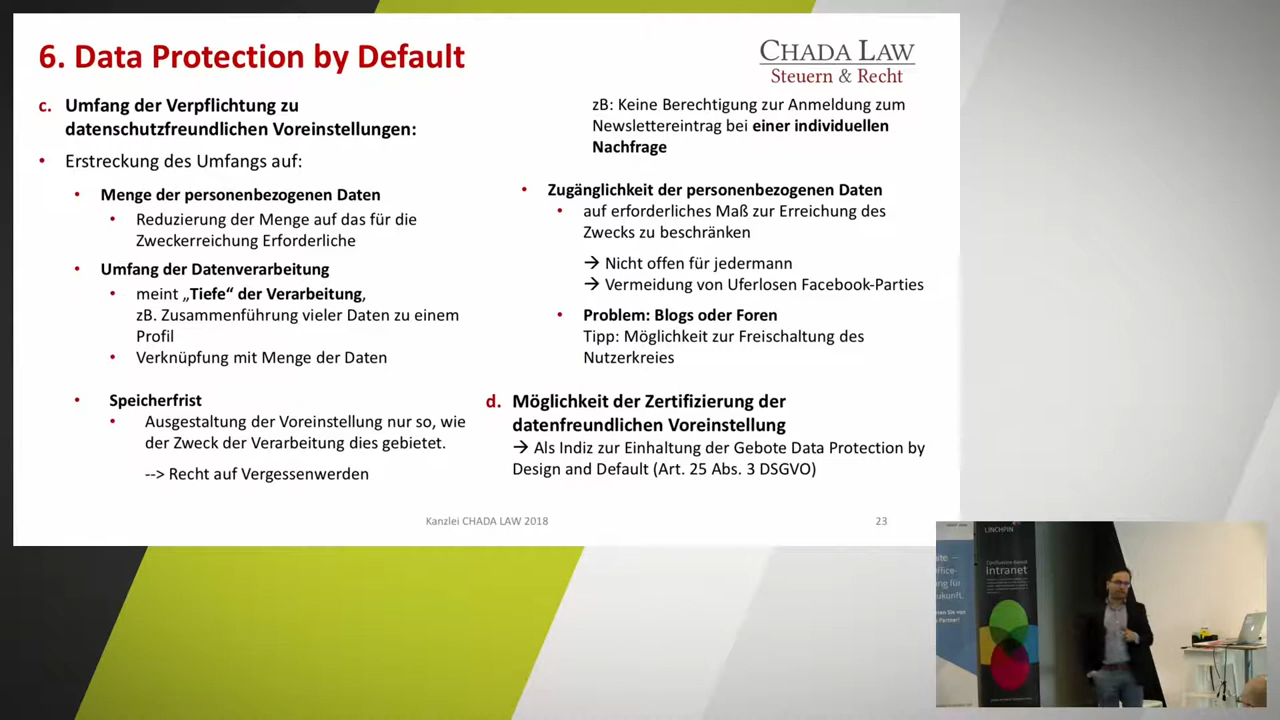 6. Data Protection by Default
CHADA LAW
Steuern & Recht
c. Umfang der Verpflichtung zu
datenschutzfreundlichen Voreinstellungen:
• Erstreckung des Umfangs auf:
• Menge der personenbezogenen Daten
• Reduzierung der Menge auf das für die
Zweckerreichung Erforderliche
• Umfang der Datenverarbeitung
• meint „Tiefe“ der Verarbeitung,
zB. Zusammenführung vieler Daten zu einem
Profil
• Verknüpfung mit Menge der Daten
• Speicherfrist
• Ausgestaltung der Voreinstellung nur so, wie
der Zweck der Verarbeitung dies gebietet.
--> Recht auf Vergessenwerden
zB: Keine Berechtigung zur Anmeldung zum
Newslettereintrag bei einer individuellen
Nachfrage
• Zugänglichkeit der personenbezogenen Daten
• auf erforderliches Maß zur Erreichung des
Zwecks zu beschränken
→ Nicht offen für jedermann
→ Vermeidung von Uferlosen Facebook-Parties
• Problem: Blogs oder Foren
Tipp: Möglichkeit zur Freischaltung des
Nutzerkreies
d. Möglichkeit der Zertifizierung der
datenfreundlichen Voreinstellung
→ Als Indiz zur Einhaltung der Gebote Data Protection by
Design and Default (Art. 25 Abs. 3 DSGVO)
Kanzlei CHADA LAW 2018
23
LINCHPIN
intranet